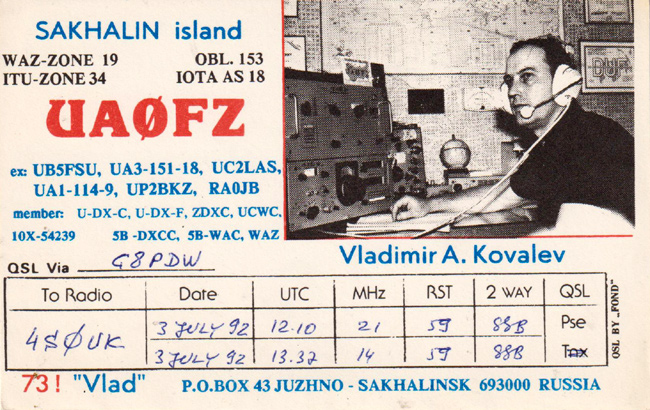 SAKHALIN island
WAZ-ZONE 19 OBL. 153
ITU-ZONE 34 IOTA AS 18
UAØFZ
ex: UB5FSU, UA3-151-18, UC2LAS,
UA1-114-9, UP2BKZ, RA0JB
member: U-DX-C, U-DX-F, ZDXC, UCWC,
10X-54239 5B-DXCC, 5B-WAC, WAZ
DUF
Vladimir A. Kovalev
QSL Via G8PDW
To Radio Date UTC MHz RST 2 WAY QSL
4SØUK 3 JULY 92 12.10 21 59 SSB Pse
3 JULY 92 13.37 14 59 SSB Tnx
QSL BY „FOND"
73! "Vlad" P.O.BOX 43 JUZHNO - SAKHALINSK 693000 RUSSIA